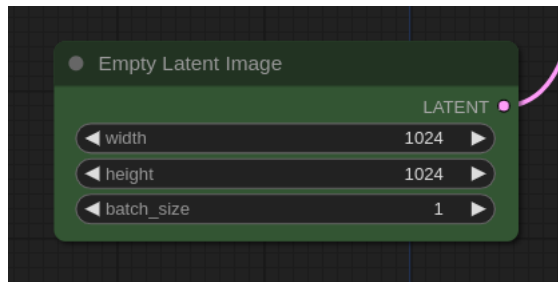 Empty Latent Image
LATENT
width 1024
height 1024
batch_size 1